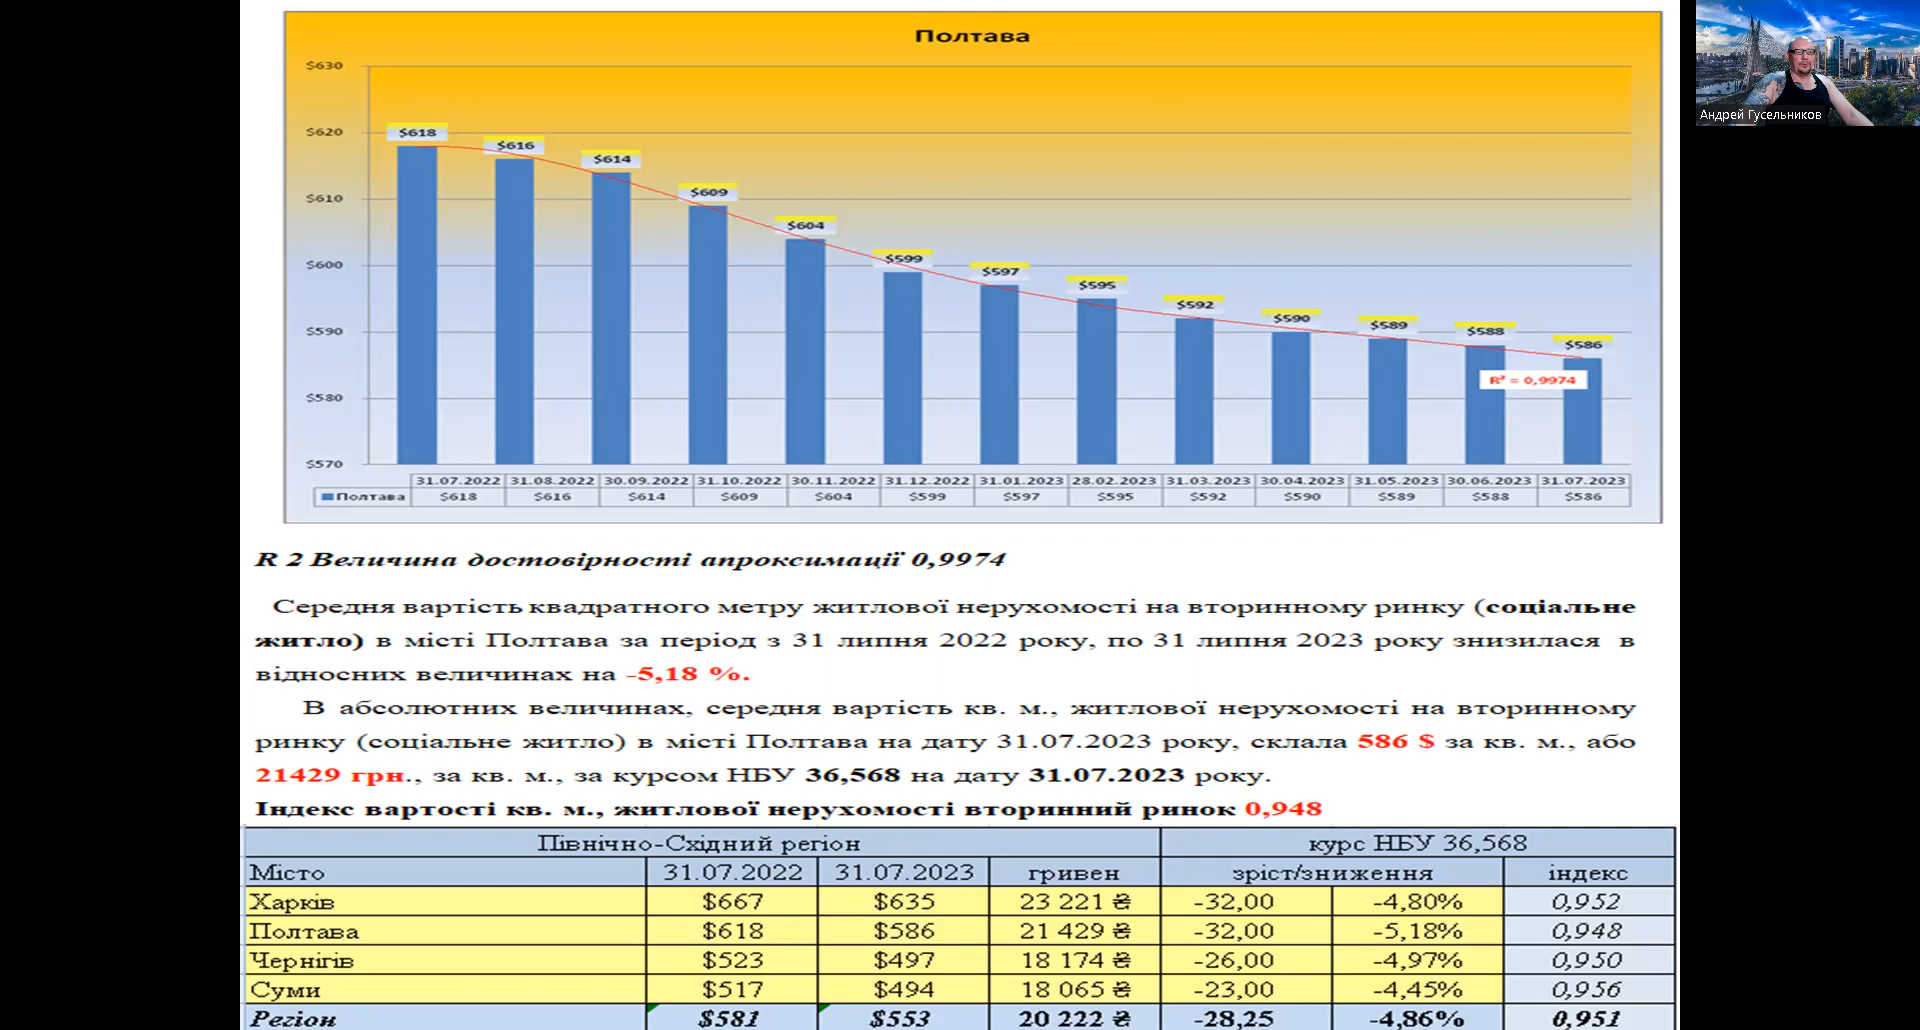 Полтава
$630
$620
$610
$600
$590
$580
$570
$618
$616
$614
$609
$604
$599
$597
$595
$592
$590
$589
$588
$586
R² = 0,9974
31.07.2022 31.08.2022 30.09.2022 31.10.2022 30.11.2022 31.12.2022 31.01.2023 28.02.2023 31.03.2023 30.04.2023 31.05.2023 30.06.2023 31.07.2023
Полтава $618 $616 $614 $609 $604 $599 $597 $595 $592 $590 $589 $588 $586
Андрей Гусельников
R 2 Величина достовірності апроксимації 0,9974
Середня вартість квадратного метру житлової нерухомості на вторинному ринку (соціальне
житло) в місті Полтава за період з 31 липня 2022 року, по 31 липня 2023 року знизилася в
відносних величинах на -5,18 %.
В абсолютних величинах, середня вартість кв. м., житлової нерухомості на вторинному
ринку (соціальне житло) в місті Полтава на дату 31.07.2023 року, склала 586 $ за кв. м., або
21429 грн., за кв. м., за курсом НБУ 36,568 на дату 31.07.2023 року.
Індекс вартості кв. м., житлової нерухомості вторинний ринок 0,948
Північно-Східний регіон курс НБУ 36,568
Місто 31.07.2022 31.07.2023 гривен зріст/зниження індекс
Харків $667 $635 23 221 ₴ -32,00 -4,80% 0,952
Полтава $618 $586 21 429 ₴ -32,00 -5,18% 0,948
Чернігів $523 $497 18 174 ₴ -26,00 -4,97% 0,950
Суми $517 $494 18 065 ₴ -23,00 -4,45% 0,956
Регіон $581 $553 20 222 ₴ -28,25 -4,86% 0,951